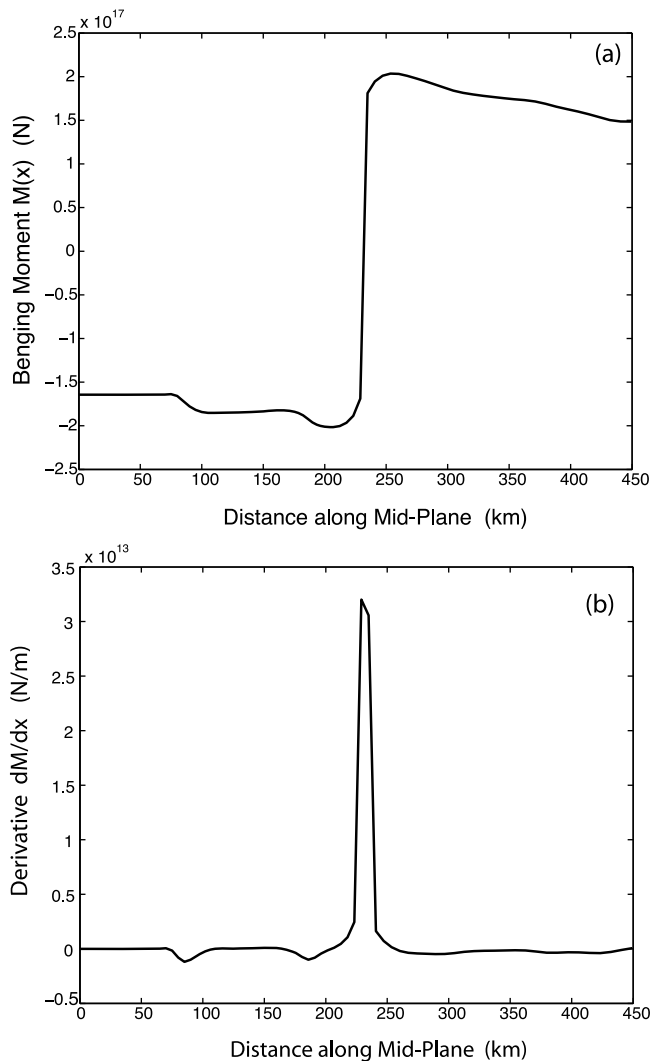 x 10^17
(a)
2.5
2
1.5
1
0.5
0
−0.5
−1
−1.5
−2
−2.5
Benging Moment M(x) (N)
0 50 100 150 200 250 300 350 400 450
Distance along Mid-Plane (km)
x 10^13
(b)
3.5
3
2.5
2
1.5
1
0.5
0
−0.5
Derivative dM/dx (N/m)
0 50 100 150 200 250 300 350 400 450
Distance along Mid-Plane (km)